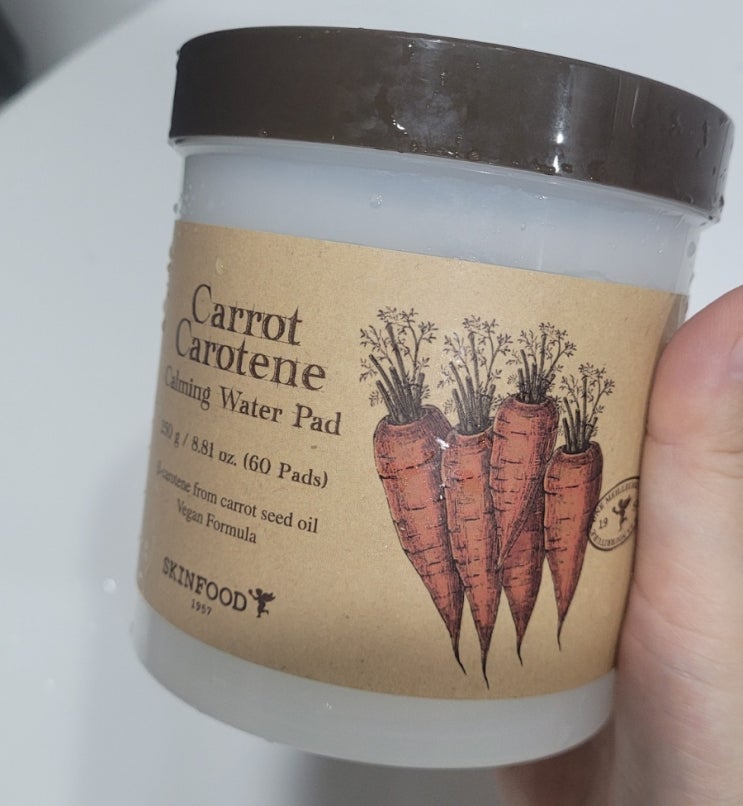 Carrot
Carotene
Calming Water Pad
250 g / 8.81 oz. (60 Pads)
β-carotene from carrot seed oil
Vegan Formula
SKINFOOD
1957
19